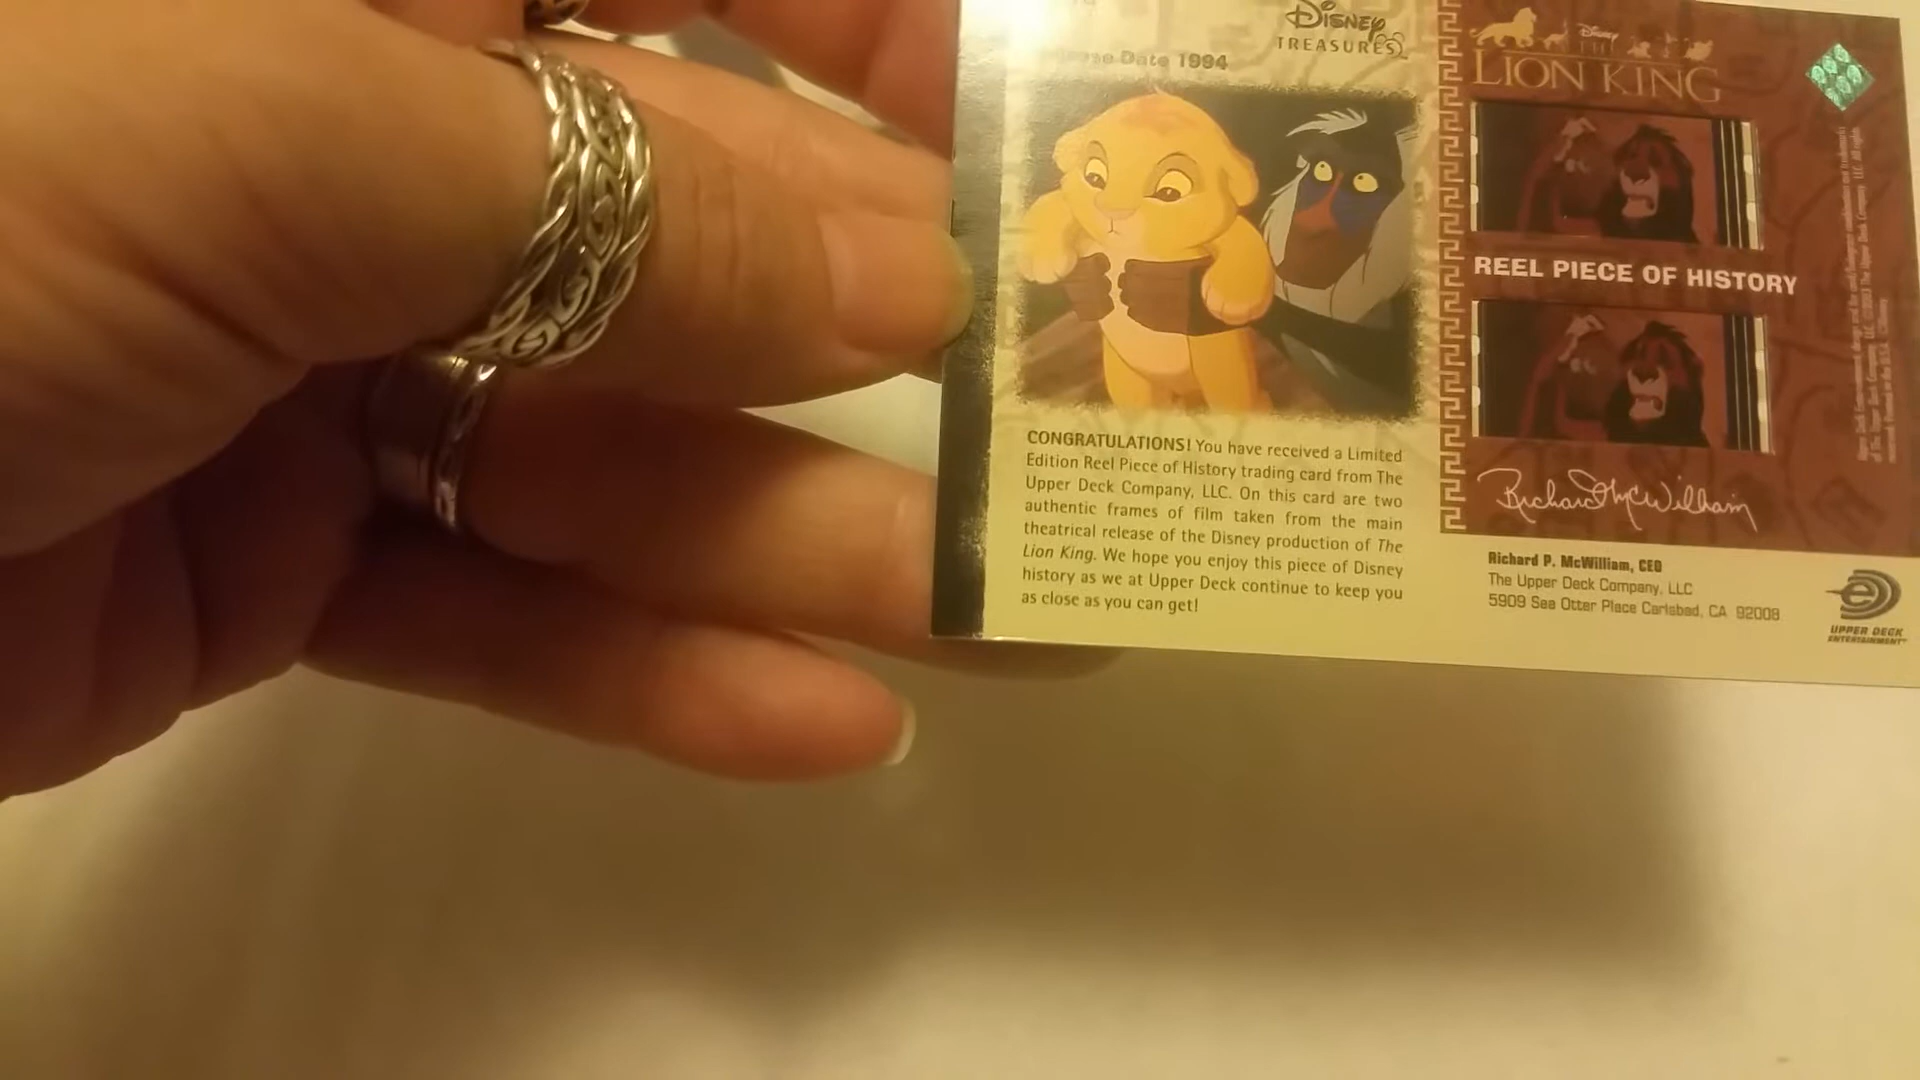 DISNEY
TREASURES
Date 1994
CONGRATULATIONS! You have received a Limited
Edition Reel Piece of History trading card from The
Upper Deck Company, LLC. On this card are two
authentic frames of film taken from the main
theatrical release of the Disney production of The
Lion King. We hope you enjoy this piece of Disney
history as we at Upper Deck continue to keep you
as close as you can get!
Disney
THE
LION KING
REEL PIECE OF HISTORY
Richard McWilliam
Richard P. McWilliam, CEO
The Upper Deck Company, LLC
5909 Sea Otter Place Carlsbad, CA 92008
UPPER DECK
ENTERTAINMENT